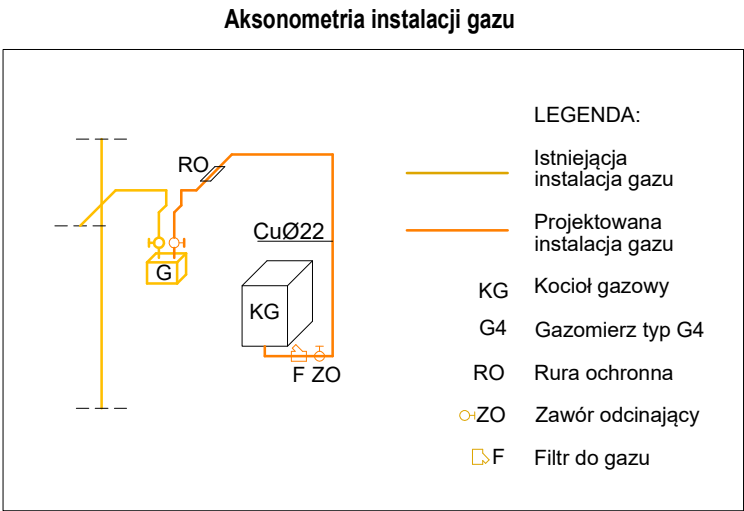 Aksonometria instalacji gazu
RO
CuØ22
G
KG
F ZO
LEGENDA:
Istniejącja
instalacja gazu
Projektowana
instalacja gazu
KG Kocioł gazowy
G4 Gazomierz typ G4
RO Rura ochronna
ZO Zawór odcinający
F Filtr do gazu